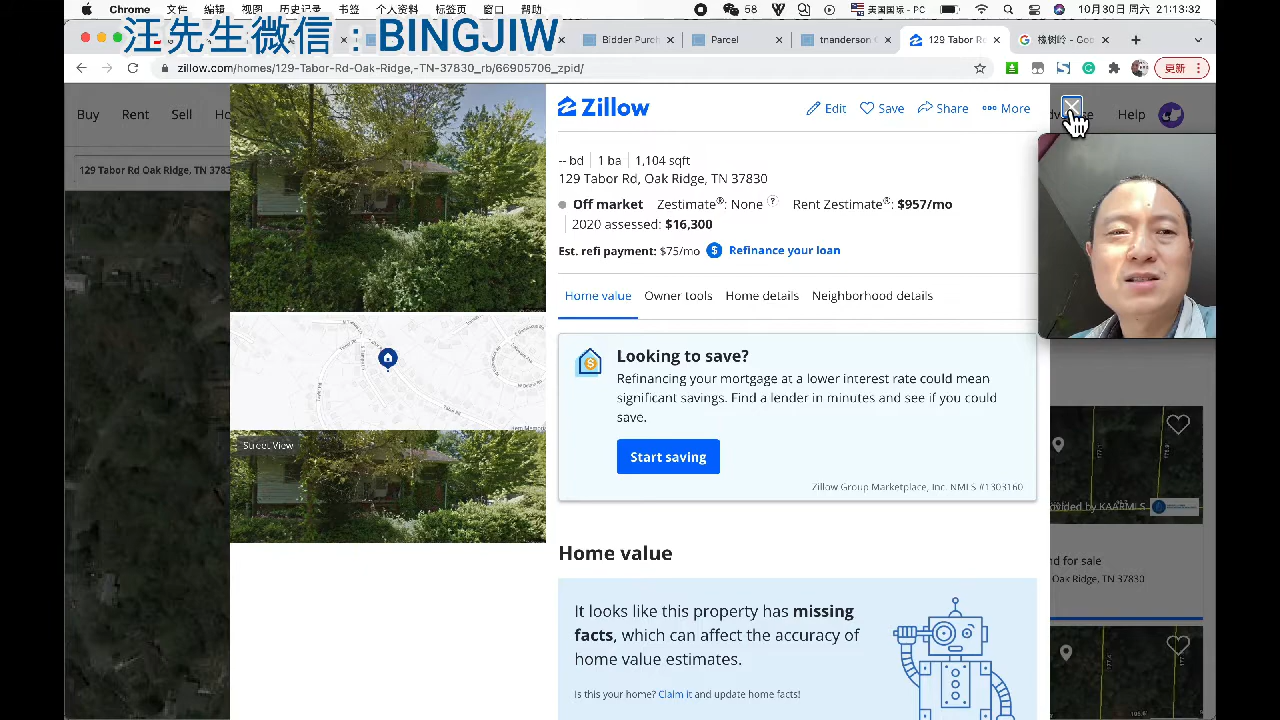 Chrome 文件 编辑 视图 历史记录 书签 个人资料 标签页 窗口 帮助 58 美国国家 - PC 10月30日 周六 21:13:32
汪先生微信：BINGJIW
Parcel 129 Tabor Rd
zillow.com/homes/129-Tabor-Rd-Oak-Ridge,-TN-37830_rb/66905706_zpid/ 更新
Buy Rent Sell Help
129 Tabor Rd Oak Ridge, TN 3783
Zillow Edit Save Share More
-- bd 1 ba 1,104 sqft
129 Tabor Rd, Oak Ridge, TN 37830
Off market Zestimate®: None ? Rent Zestimate®: $957/mo
2020 assessed: $16,300
Est. refi payment: $75/mo $ Refinance your loan
Home value Owner tools Home details Neighborhood details
Looking to save?
Refinancing your mortgage at a lower interest rate could mean
significant savings. Find a lender in minutes and see if you could
save.
Start saving
Zillow Group Marketplace, Inc. NMLS #1303160
Street View
Home value
It looks like this property has missing
facts, which can affect the accuracy of
home value estimates.
Is this your home? Claim it and update home facts!
vided by KAARMLS
nd for sale
Oak Ridge, TN 37830